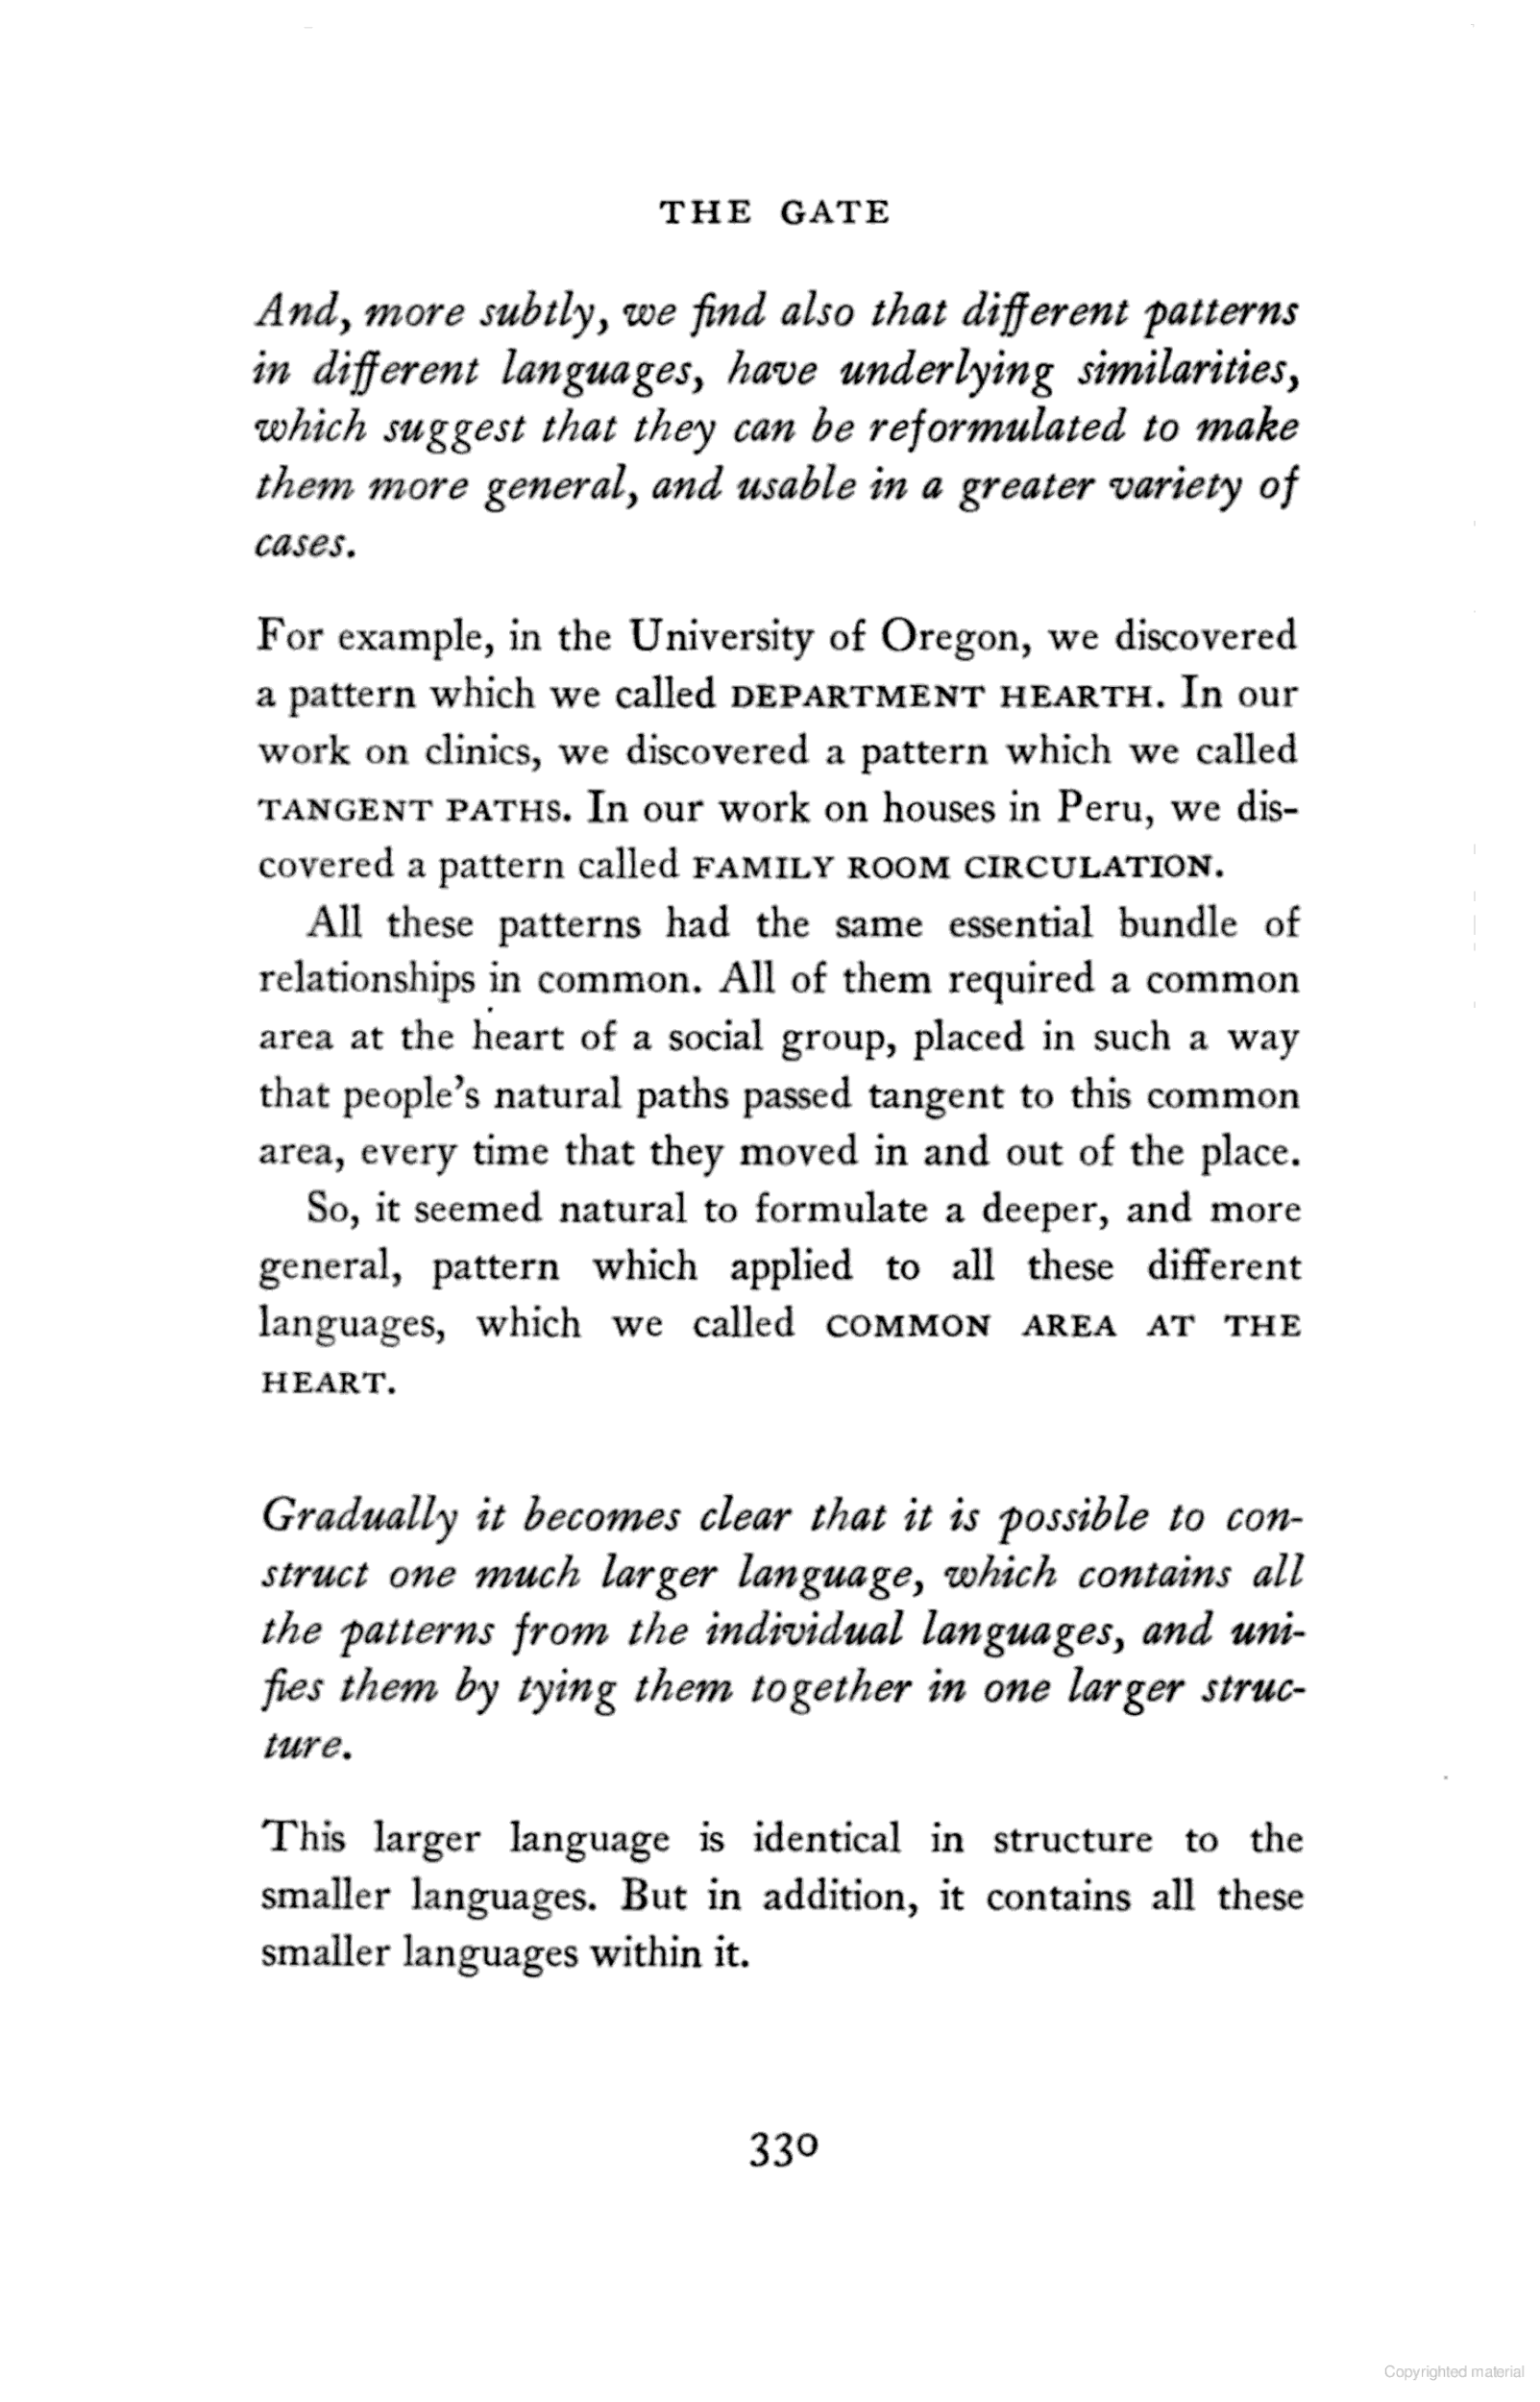 THE GATE
And, more subtly, we find also that different patterns
in different languages, have underlying similarities,
which suggest that they can be reformulated to make
them more general, and usable in a greater variety of
cases.
For example, in the University of Oregon, we discovered
a pattern which we called DEPARTMENT HEARTH. In our
work on clinics, we discovered a pattern which we called
TANGENT PATHS. In our work on houses in Peru, we dis-
covered a pattern called FAMILY ROOM CIRCULATION.
All these patterns had the same essential bundle of
relationships in common. All of them required a common
area at the heart of a social group, placed in such a way
that people's natural paths passed tangent to this common
area, every time that they moved in and out of the place.
So, it seemed natural to formulate a deeper, and more
general, pattern which applied to all these different
languages, which we called COMMON AREA AT THE
HEART.
Gradually it becomes clear that it is possible to con-
struct one much larger language, which contains all
the patterns from the individual languages, and uni-
fies them by tying them together in one larger struc-
ture.
This larger language is identical in structure to the
smaller languages. But in addition, it contains all these
smaller languages within it.
330
Copyrighted material